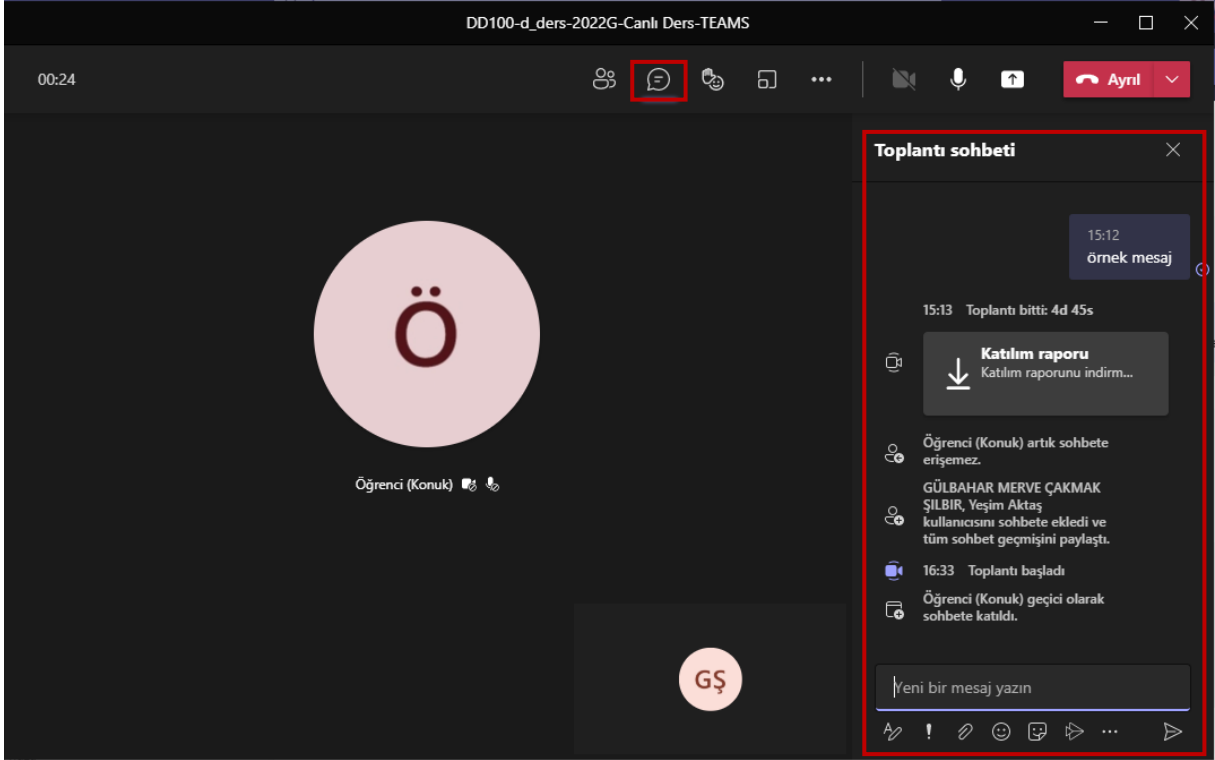 DD100-d_ders-2022G-Canlı Ders-TEAMS
00:24
Ayrıl
Toplantı sohbeti
15:12
örnek mesaj
15:13 Toplantı bitti: 4d 45s
Katılım raporu
Katılım raporunu indirm...
Öğrenci (Konuk) artık sohbete
erişemez.
GÜLBAHAR MERVE ÇAKMAK
ŞILBIR, Yeşim Aktaş
kullanıcısını sohbete ekledi ve
tüm sohbet geçmişini paylaştı.
16:33 Toplantı başladı
Öğrenci (Konuk) geçici olarak
sohbete katıldı.
Yeni bir mesaj yazın
Ö
Öğrenci (Konuk)
GŞ